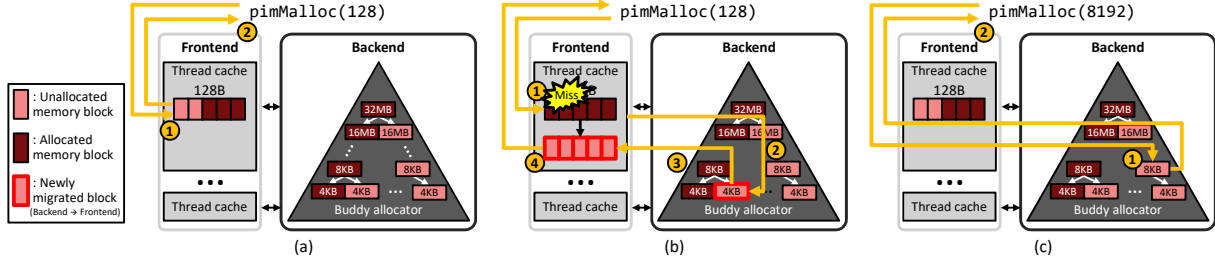 : Unallocated
memory block
: Allocated
memory block
: Newly
migrated block
(Backend → Frontend)
pimMalloc(128)
2
Frontend
Backend
Thread cache
128B
1
32MB
16MB 16MB
8KB 8KB
4KB 4KB ... 4KB
Buddy allocator
...
Thread cache
(a)
pimMalloc(128)
Frontend
Backend
Thread cache
1
Miss
B
4
32MB
16MB 16MB
2
3
8KB 8KB
4KB 4KB ... 4KB
Buddy allocator
...
Thread cache
(b)
pimMalloc(8192)
2
Frontend
Backend
Thread cache
128B
32MB
16MB 16MB
1
8KB 8KB
4KB 4KB ... 4KB
Buddy allocator
...
Thread cache
(c)